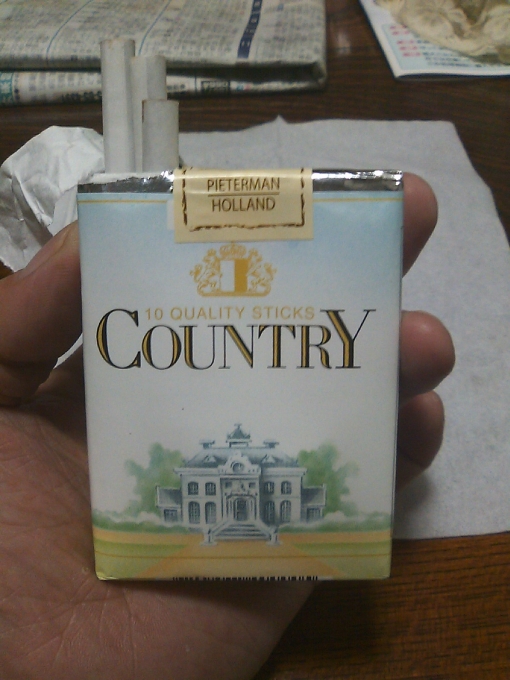 PIETERMAN
HOLLAND
10 QUALITY STICKS
COUNTRY